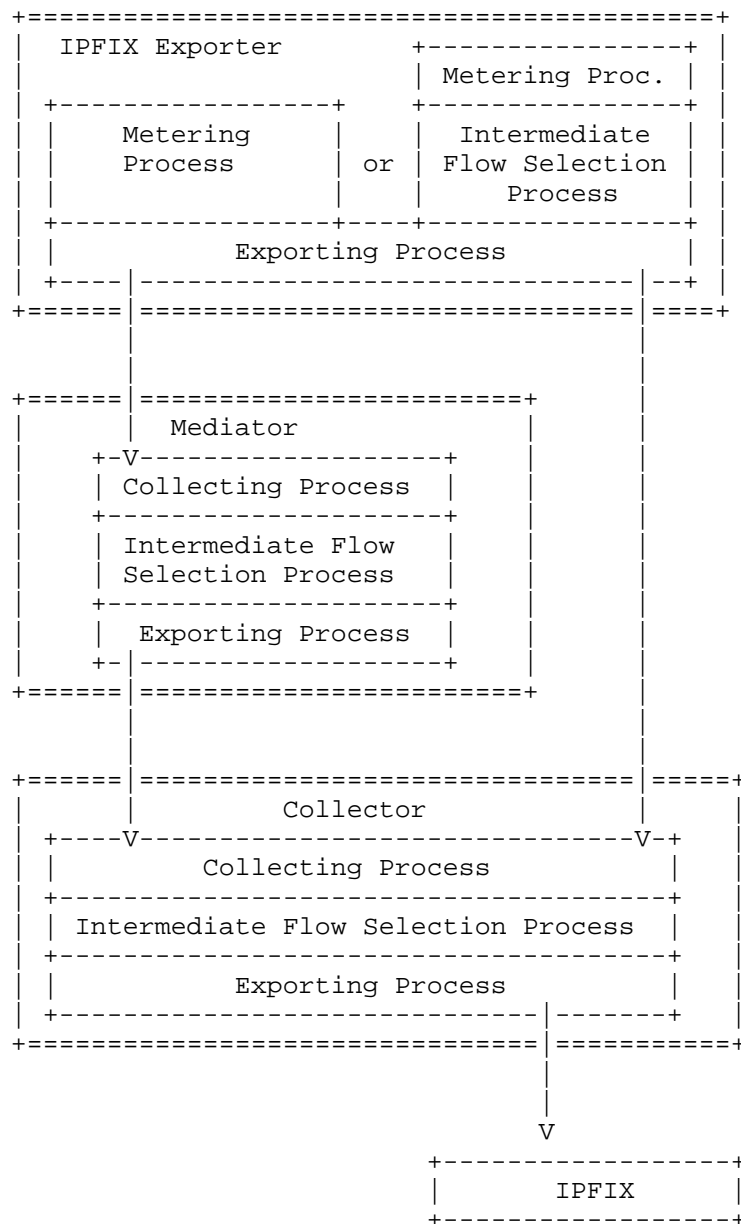 IPFIX Exporter
Metering Proc.
Metering Intermediate
Process or Flow Selection
Process
Exporting Process
Mediator
V
Collecting Process
Intermediate Flow
Selection Process
Exporting Process
Collector
V V
Collecting Process
Intermediate Flow Selection Process
Exporting Process
V
IPFIX